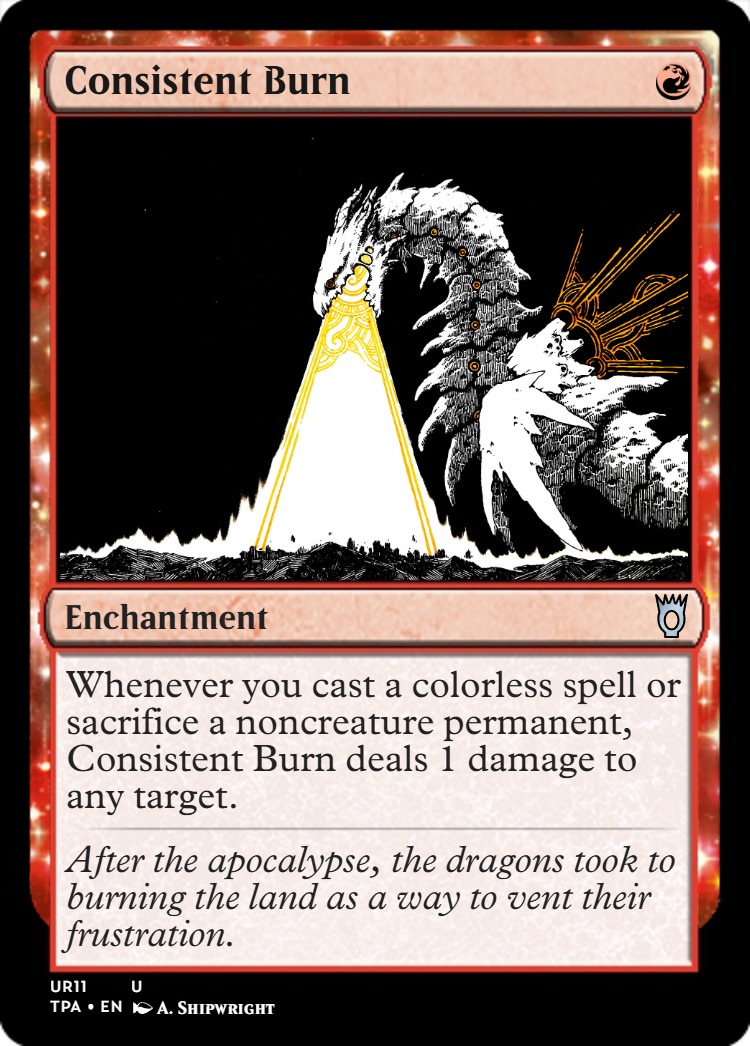 Consistent Burn
Enchantment
Whenever you cast a colorless spell or
sacrifice a noncreature permanent,
Consistent Burn deals 1 damage to
any target.
After the apocalypse, the dragons took to
burning the land as a way to vent their
frustration.
UR11 U
TPA • EN A. Shipwright